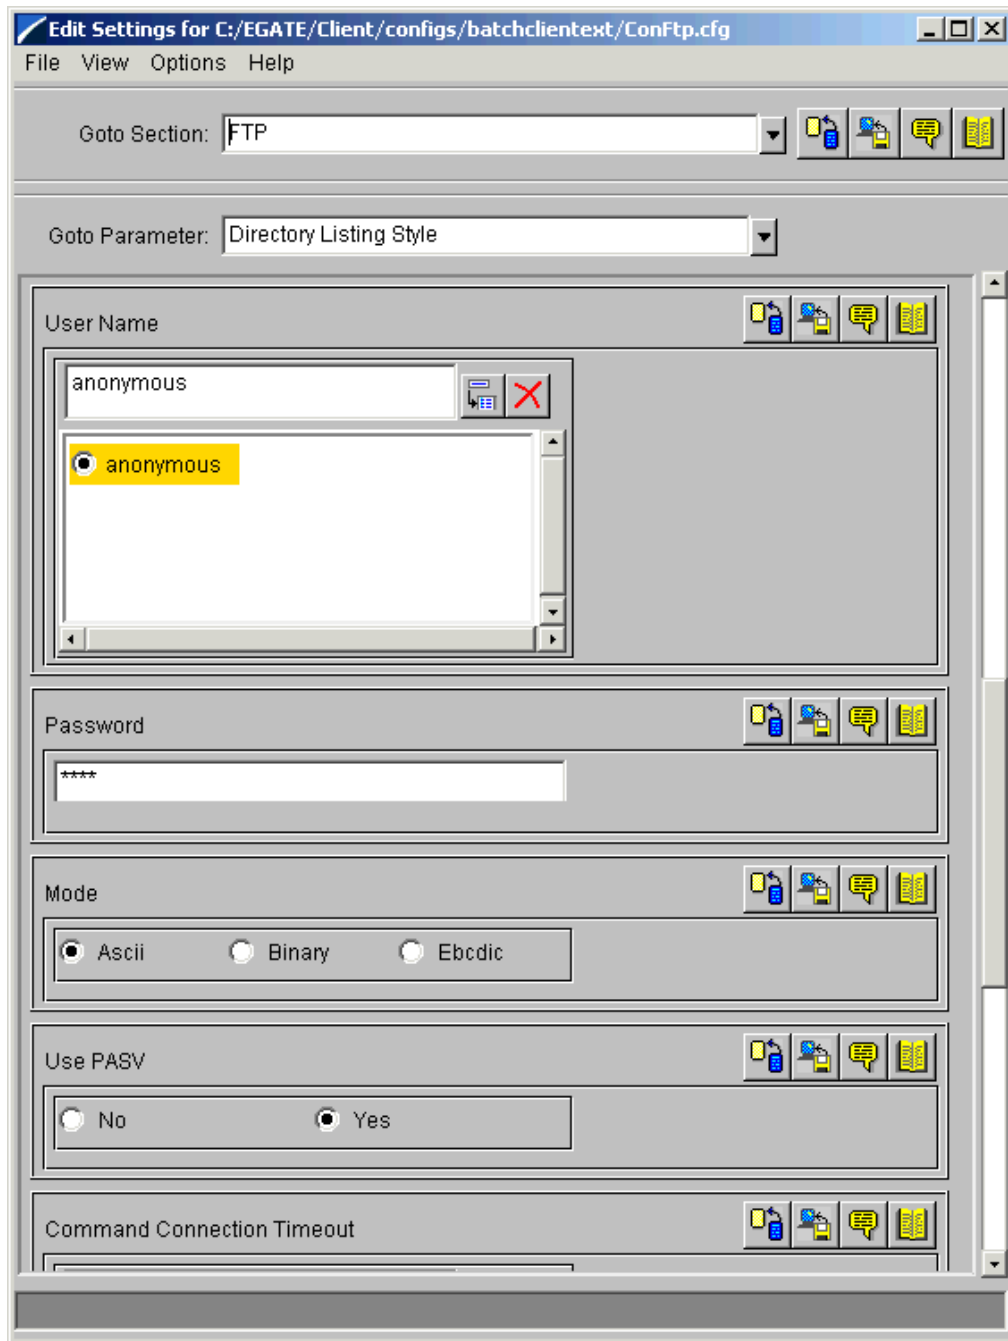 Edit Settings for C:/EGATE/Client/configs/batchclientext/ConFtp.cfg
File View Options Help
Goto Section: FTP
Goto Parameter: Directory Listing Style
User Name
anonymous
anonymous
Password
****
Mode
Ascii Binary Ebcdic
Use PASV
No Yes
Command Connection Timeout